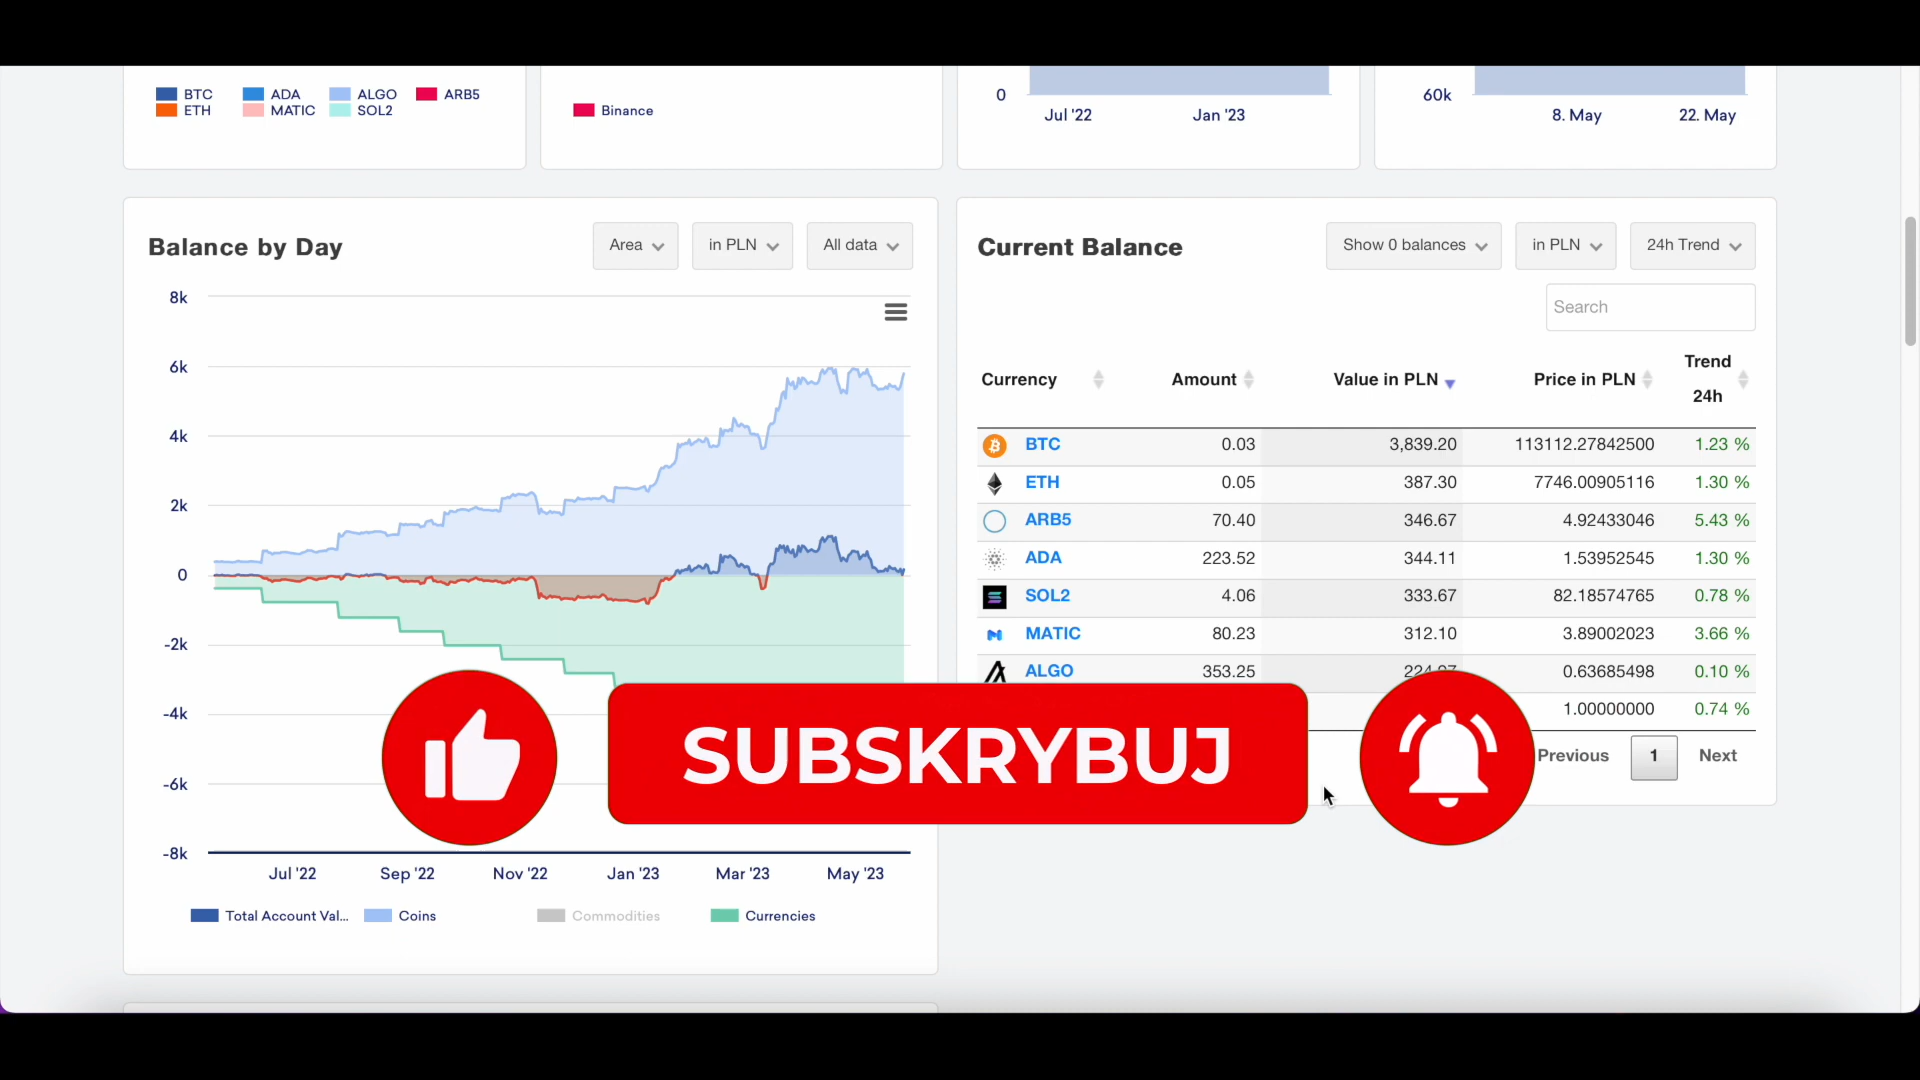 BTC ADA ALGO ARB5
ETH MATIC SOL2
Binance
0
Jul '22 Jan '23
60k
8. May 22. May
Balance by Day
Area in PLN All data
8k
6k
4k
2k
0
-2k
-4k
-6k
-8k
Jul '22 Sep '22 Nov '22 Jan '23 Mar '23 May '23
Total Account Val... Coins Commodities Currencies
Current Balance
Show 0 balances in PLN 24h Trend
Search
Currency Amount Value in PLN Price in PLN Trend 24h
BTC 0.03 3,839.20 113112.27842500 1.23 %
ETH 0.05 387.30 7746.00905116 1.30 %
ARB5 70.40 346.67 4.92433046 5.43 %
ADA 223.52 344.11 1.53952545 1.30 %
SOL2 4.06 333.67 82.18574765 0.78 %
MATIC 80.23 312.10 3.89002023 3.66 %
ALGO 353.25 0.63685498 0.10 %
1.00000000 0.74 %
Previous 1 Next
SUBSKRYBUJ